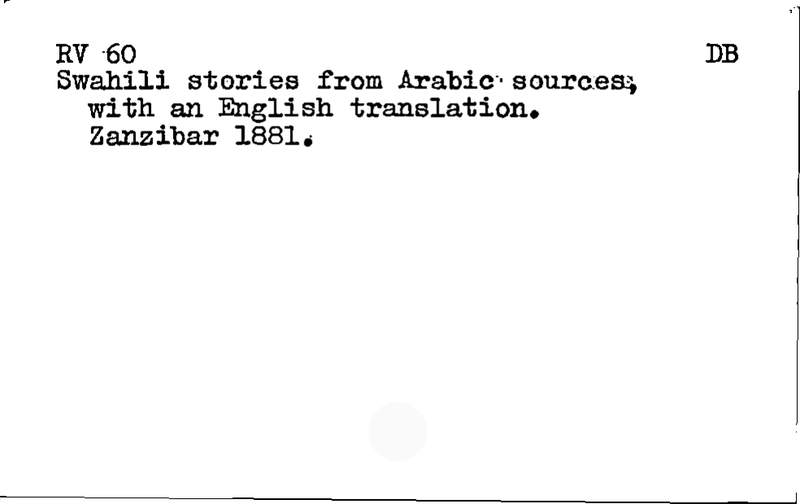 RV 60 DB
Swahili stories from Arabic sources,
with an English translation.
Zanzibar 1881.